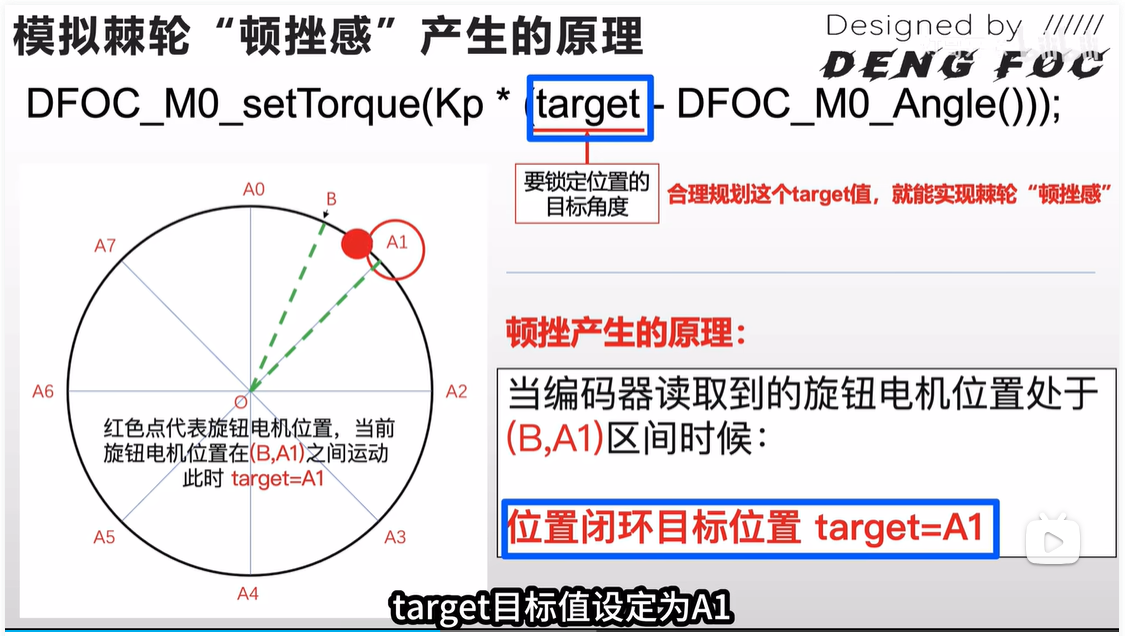 模拟棘轮“顿挫感”产生的原理
Designed by //////
DENG FOC
DFOC_M0_setTorque(Kp * (target - DFOC_M0_Angle()));
要锁定位置的
目标角度
合理规划这个target值，就能实现棘轮“顿挫感”
A0
B
A1
A7
A6
A2
O
红色点代表旋钮电机位置，当前
旋钮电机位置在(B,A1)之间运动
此时 target=A1
A5
A3
A4
顿挫产生的原理：
当编码器读取到的旋钮电机位置处于
(B,A1)区间时候：
位置闭环目标位置 target=A1
target目标值设定为A1